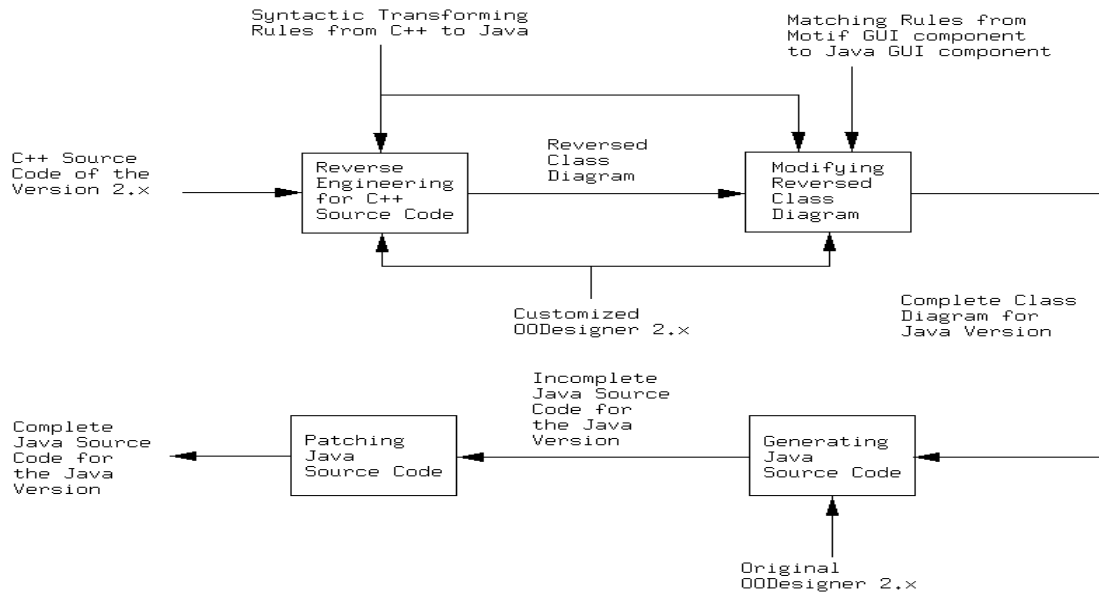 Syntactic Transforming
Rules from C++ to Java
Matching Rules from
Motif GUI component
to Java GUI component
C++ Source
Code of the
Version 2.x
Reverse
Engineering
for C++
Source Code
Reversed
Class
Diagram
Modifying
Reversed
Class
Diagram
Customized
OODesigner 2.x
Complete Class
Diagram for
Java Version
Complete
Java Source
Code for
the Java
Version
Patching
Java
Source Code
Incomplete
Java Source
Code for
the Java
Version
Generating
Java
Source Code
Original
OODesigner 2.x